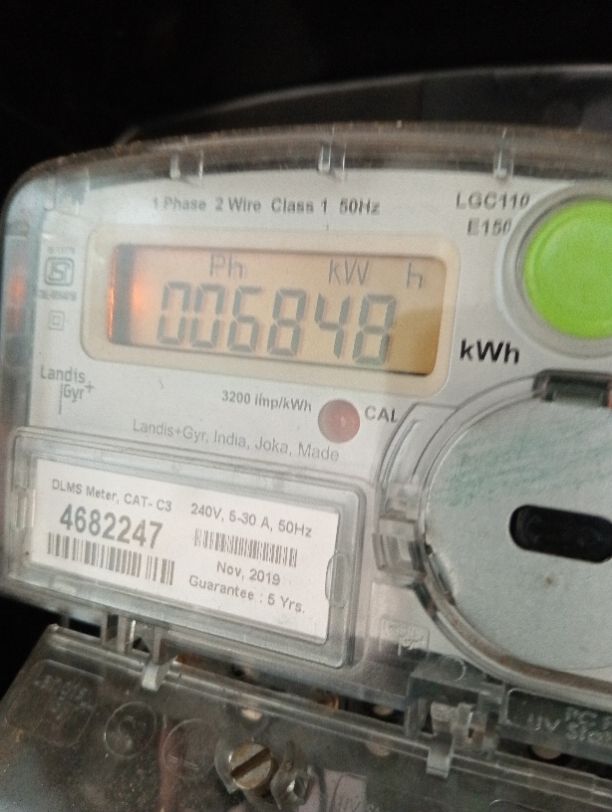 1 Phase 2 Wire Class 1 50Hz
LGC110
E150
Ph kW h
006848
kWh
Landis
Gyr+
3200 imp/kWh
CAL
Landis+Gyr, India, Joka, Made
DLMS Meter, CAT- C3
4682247
240V, 5-30 A, 50Hz
Nov, 2019
Guarantee : 5 Yrs.